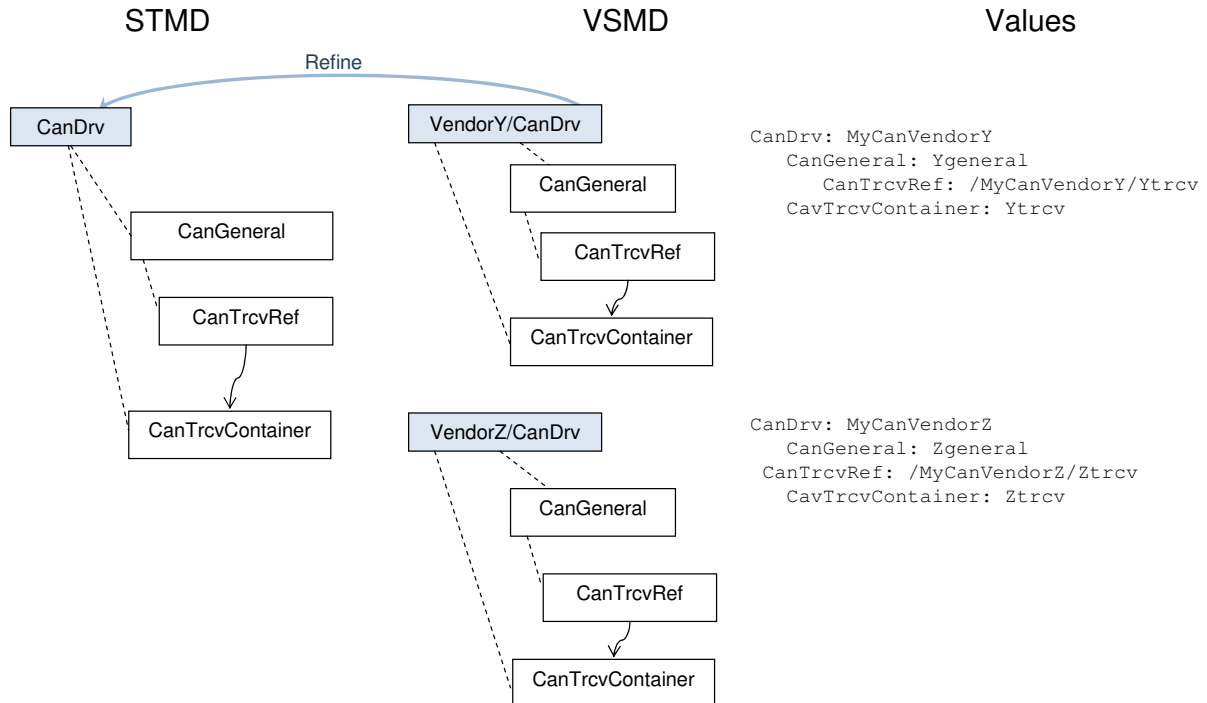 STMD
VSMD
Values
Refine
CanDrv
CanGeneral
CanTrcvRef
CanTrcvContainer
VendorY/CanDrv
CanGeneral
CanTrcvRef
CanTrcvContainer
CanDrv: MyCanVendorY
CanGeneral: Ygeneral
CanTrcvRef: /MyCanVendorY/Ytrcv
CavTrcvContainer: Ytrcv
VendorZ/CanDrv
CanGeneral
CanTrcvRef
CanTrcvContainer
CanDrv: MyCanVendorZ
CanGeneral: Zgeneral
CanTrcvRef: /MyCanVendorZ/Ztrcv
CavTrcvContainer: Ztrcv